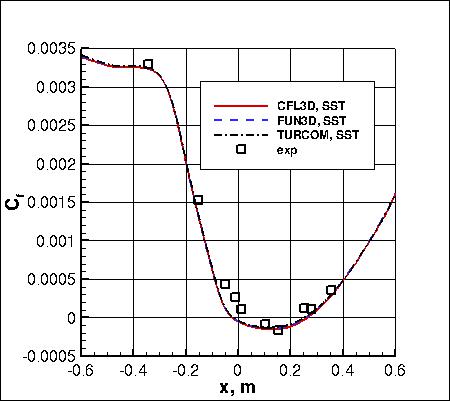 0.0035
0.003
0.0025
0.002
0.0015
0.001
0.0005
0
-0.0005
Cf
CFL3D, SST
FUN3D, SST
TURCOM, SST
exp
-0.6 -0.4 -0.2 0 0.2 0.4 0.6
x, m